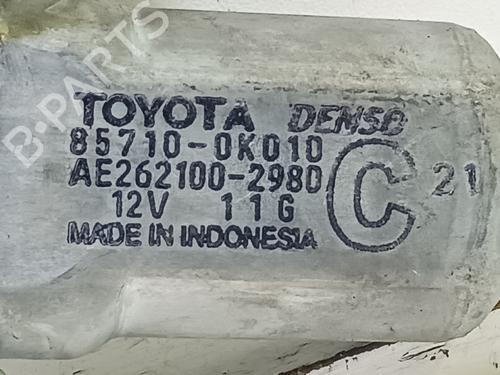 B-PARTS
TOYOTA DENSO
85710-0K010
AE262100-2980
12V 11G
MADE IN INDONESIA
C 21